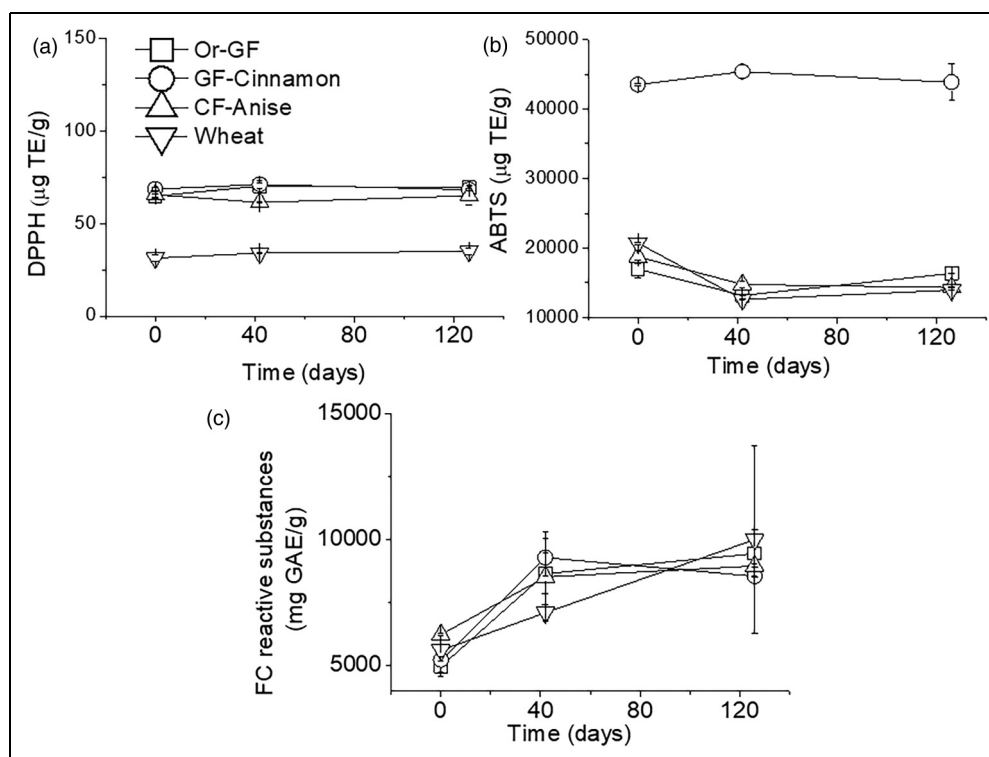 (a)
150
100
50
0
DPPH (μg TE/g)
Or-GF
GF-Cinnamon
CF-Anise
Wheat
0 40 80 120
Time (days)
(b)
50000
40000
30000
20000
10000
ABTS (μg TE/g)
0 40 80 120
Time (days)
(c)
15000
10000
5000
FC reactive substances
(mg GAE/g)
0 40 80 120
Time (days)